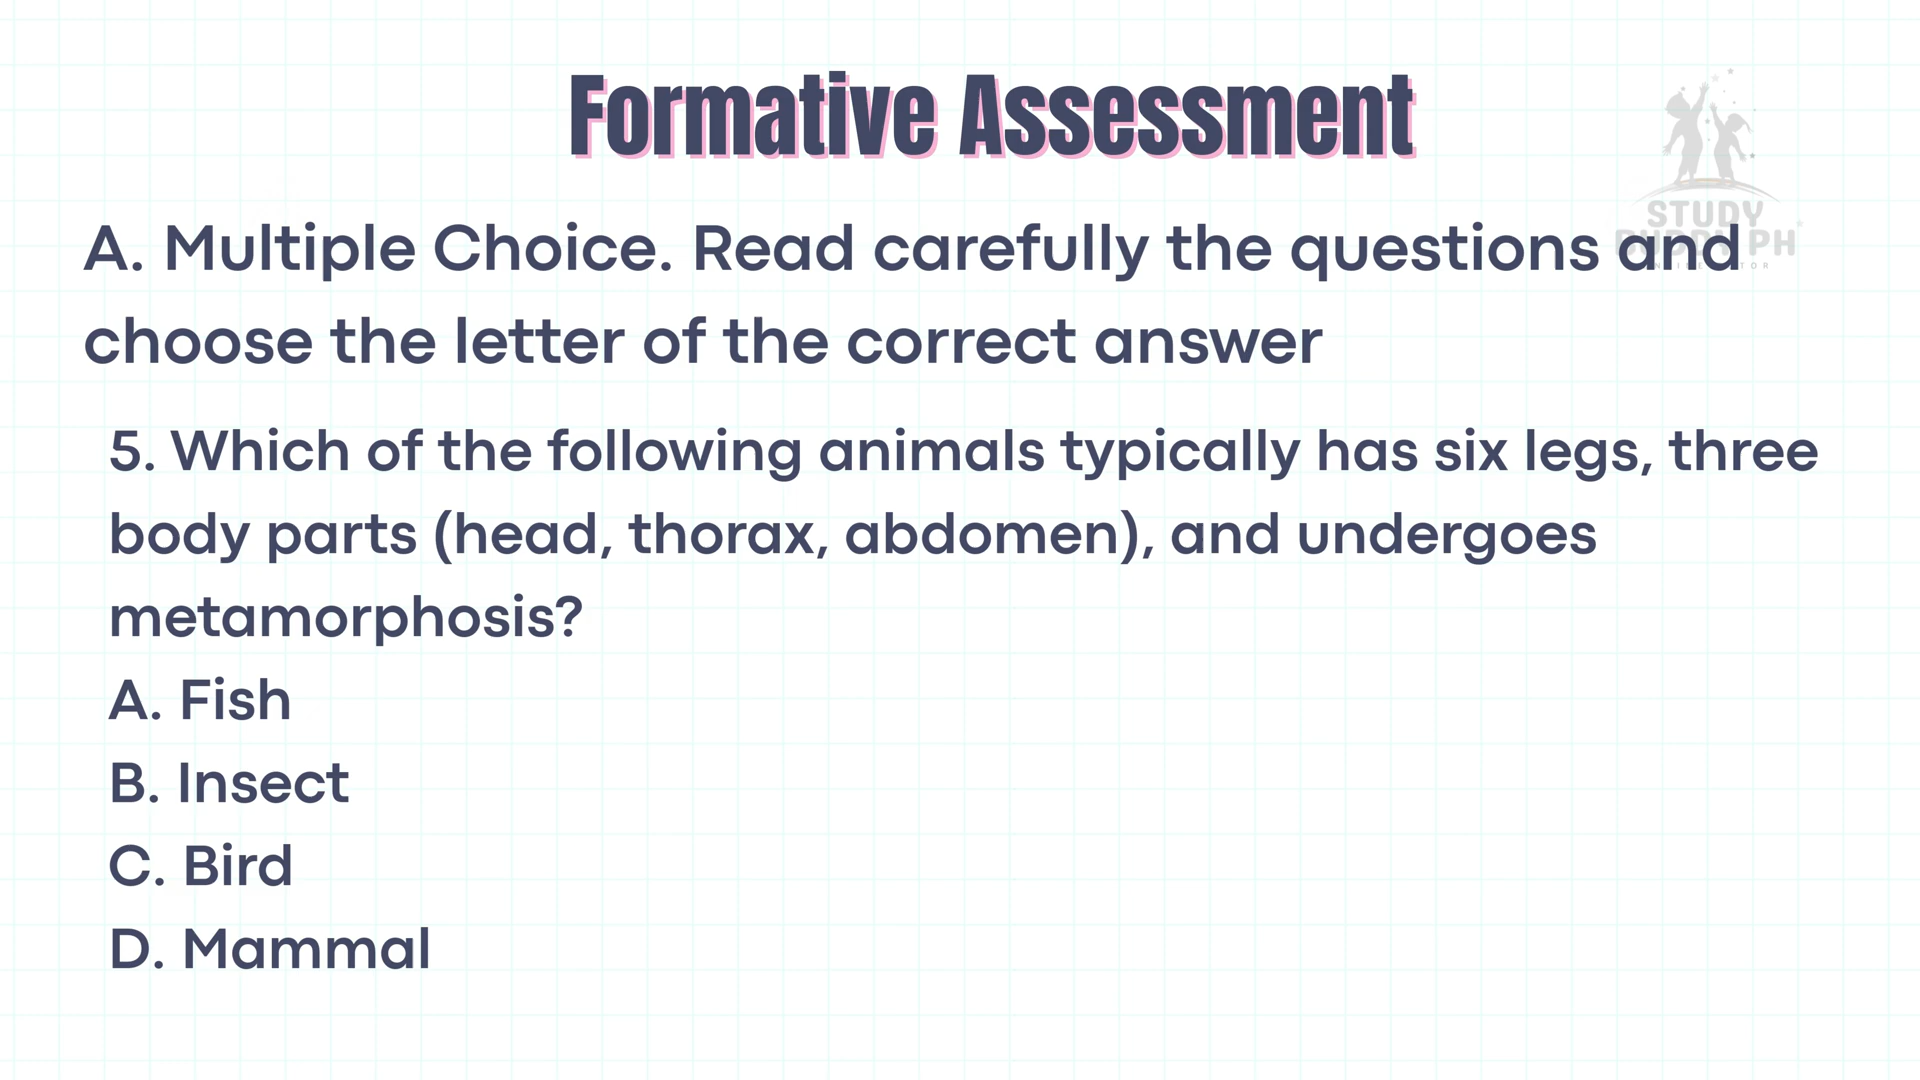 Formative Assessment
STUDY
A. Multiple Choice. Read carefully the questions and
choose the letter of the correct answer
5. Which of the following animals typically has six legs, three
body parts (head, thorax, abdomen), and undergoes
metamorphosis?
A. Fish
B. Insect
C. Bird
D. Mammal